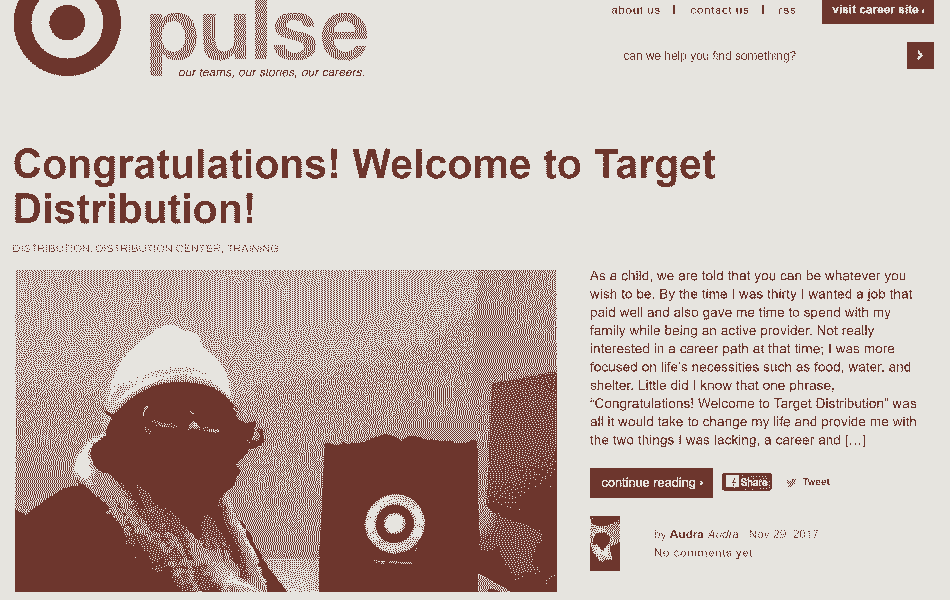 about us | contact us | rss
visit career site ›
pulse
our teams, our stories, our careers.
can we help you find something?
Congratulations! Welcome to Target
Distribution!
DISTRIBUTION, DISTRIBUTION CENTER, TRAINING
As a child, we are told that you can be whatever you
wish to be. By the time I was thirty I wanted a job that
paid well and also gave me time to spend with my
family while being an active provider. Not really
interested in a career path at that time; I was more
focused on life's necessities such as food, water, and
shelter. Little did I know that one phrase,
“Congratulations! Welcome to Target Distribution” was
all it would take to change my life and provide me with
the two things I was lacking, a career and […]
continue reading ›
Share
Tweet
by Audra Audra Nov 29, 2017
No comments yet